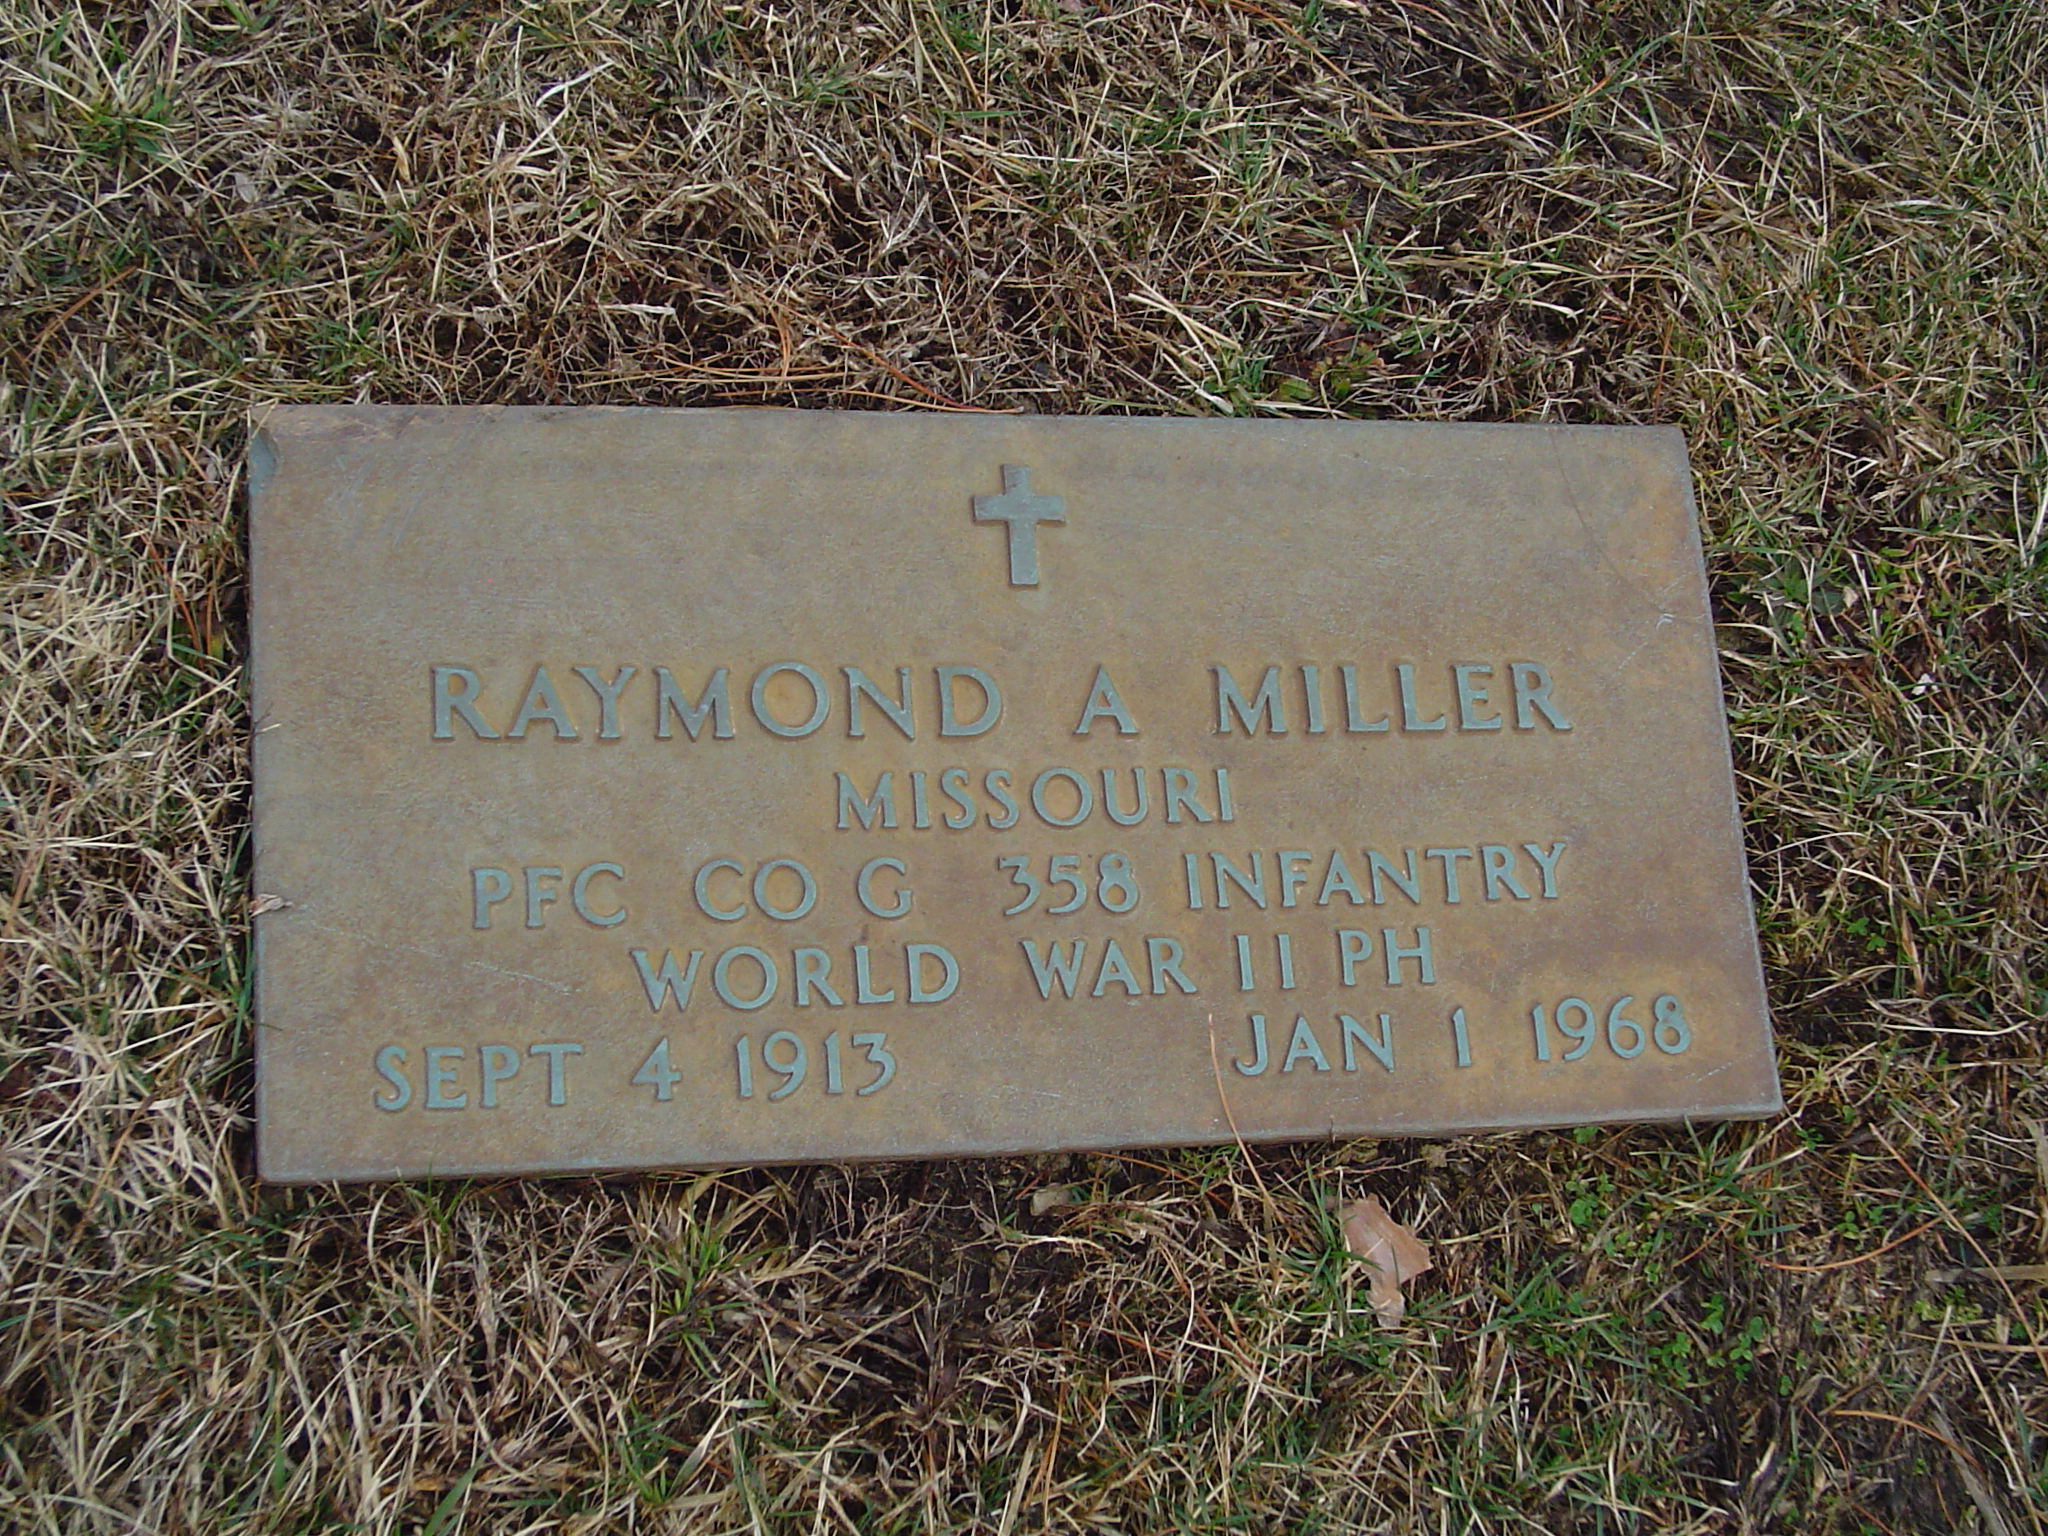 RAYMOND A MILLER
MISSOURI
PFC CO G 358 INFANTRY
WORLD WAR II PH
SEPT 4 1913 JAN 1 1968